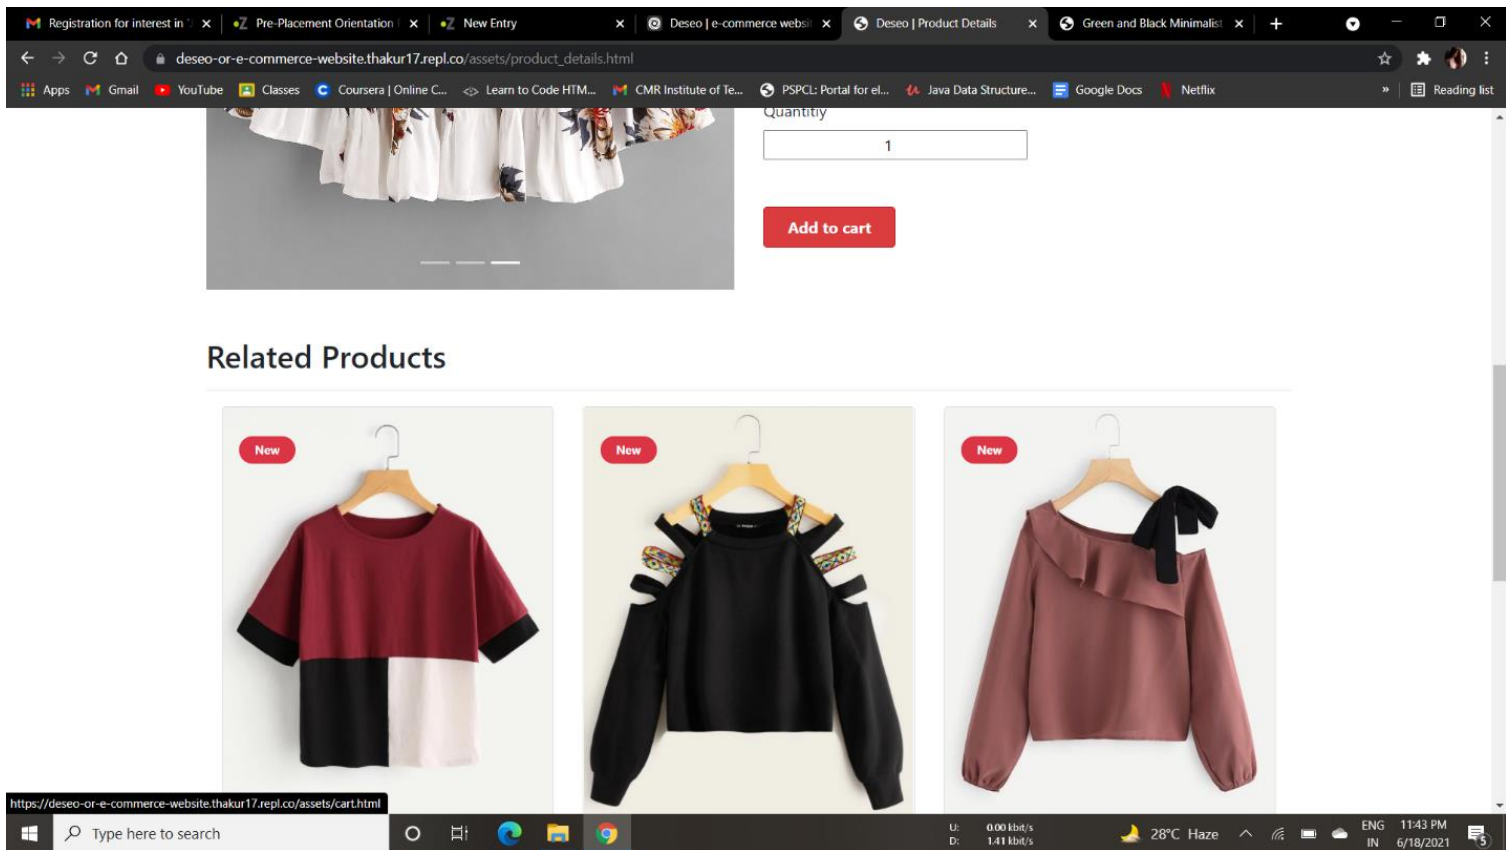 Registration for interest in
Pre-Placement Orientation
New Entry
Deseo | e-commerce websi
Deseo | Product Details
Green and Black Minimalist
deseo-or-e-commerce-website.thakur17.repl.co/assets/product_details.html
Apps
Gmail
YouTube
Classes
Coursera | Online C...
Learn to Code HTM...
CMR Institute of Te...
PSPCL: Portal for el...
Java Data Structure...
Google Docs
Netflix
»
Reading list
Quantitiy
1
Add to cart
Related Products
New
New
New
https://deseo-or-e-commerce-website.thakur17.repl.co/assets/cart.html
Type here to search
U: 0.00 kbit/s
D: 1.41 kbit/s
28°C Haze
ENG
IN
11:43 PM
6/18/2021
5